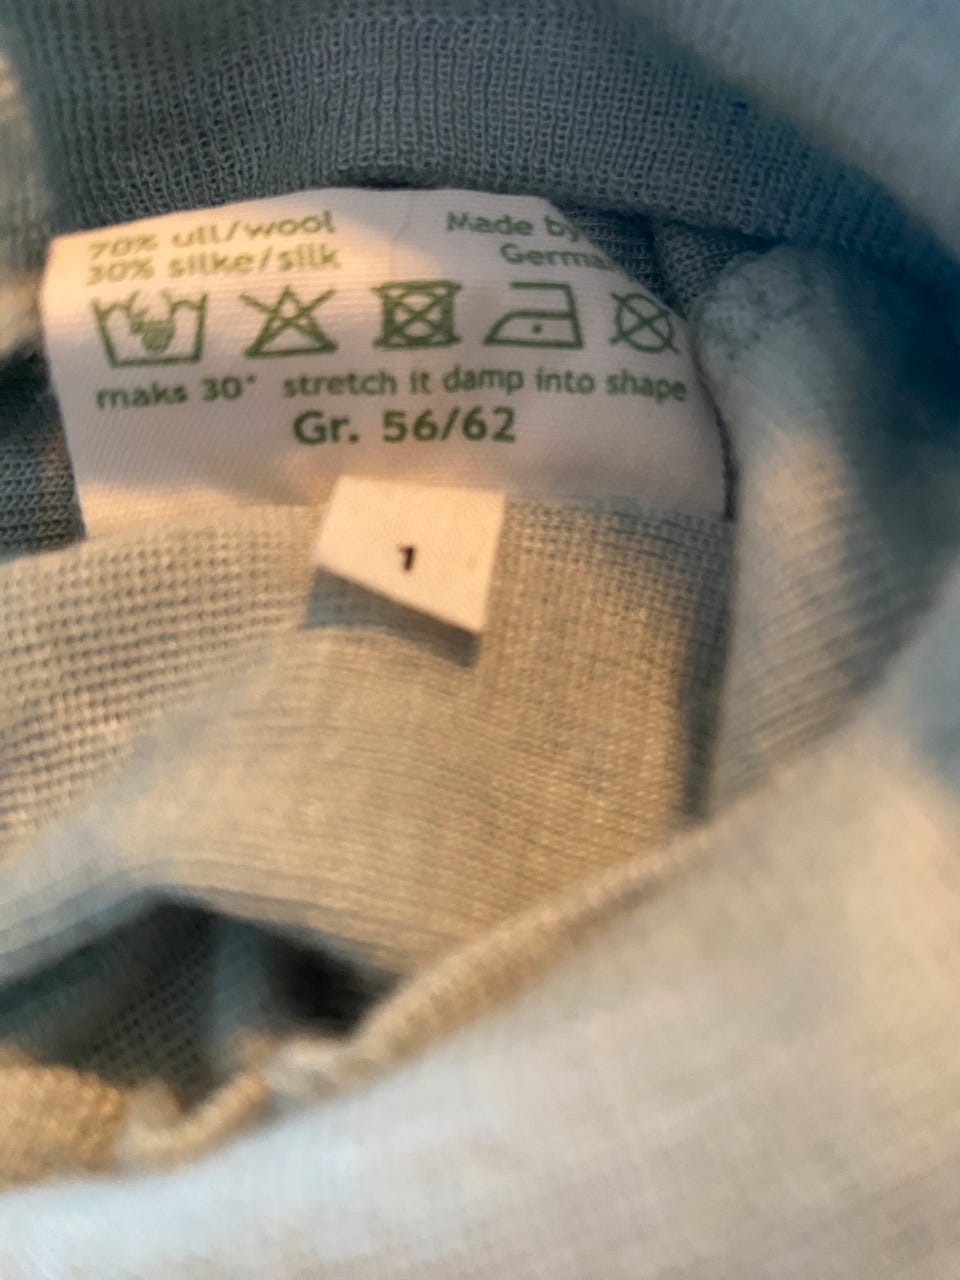 70% ull/wool
30% silke/silk
Made by
Germa
maks 30° stretch it damp into shape
Gr. 56/62
1